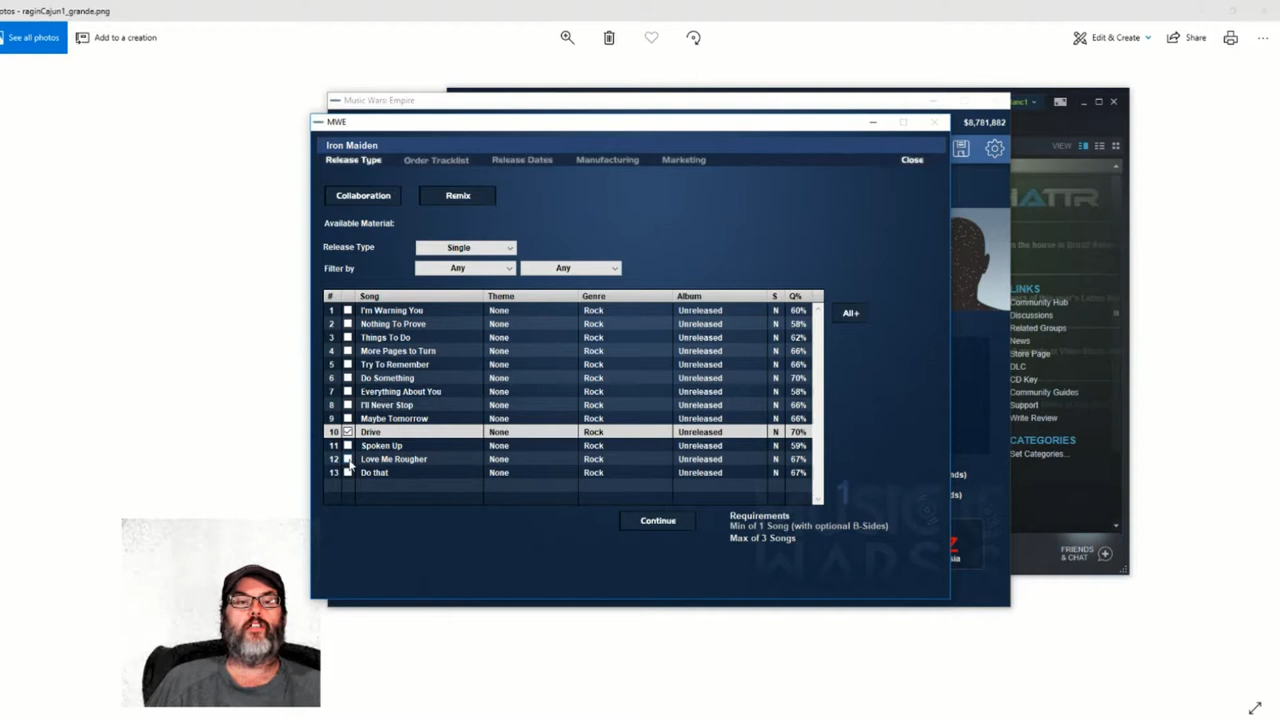 otos - raginCajun1_grande.png
See all photos
Add to a creation
Edit & Create
Share
Music Wars: Empire
MWE
$8,781,882
VIEW
Iron Maiden
Release Type
Order Tracklist
Release Dates
Manufacturing
Marketing
Close
Collaboration
Remix
Available Material:
Release Type
Single
Filter by
Any
Any
# Song Theme Genre Album S Q%
1 I'm Warning You None Rock Unreleased N 60%
2 Nothing To Prove None Rock Unreleased N 58%
3 Things To Do None Rock Unreleased N 62%
4 More Pages to Turn None Rock Unreleased N 66%
5 Try To Remember None Rock Unreleased N 66%
6 Do Something None Rock Unreleased N 70%
7 Everything About You None Rock Unreleased N 58%
8 I'll Never Stop None Rock Unreleased N 66%
9 Maybe Tomorrow None Rock Unreleased N 66%
10 Drive None Rock Unreleased N 70%
11 Spoken Up None Rock Unreleased N 59%
12 Love Me Rougher None Rock Unreleased N 67%
13 Do that None Rock Unreleased N 67%
All+
Continue
Requirements
Min of 1 Song (with optional B-Sides)
Max of 3 Songs
LINKS
Community Hub
Discussions
Related Groups
News
Store Page
DLC
CD Key
Community Guides
Support
Write Review
CATEGORIES
Set Categories...
FRIENDS
& CHAT